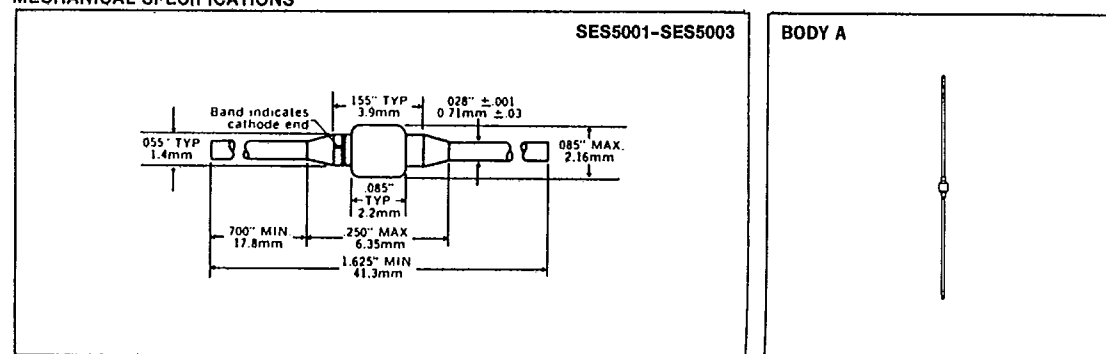 MECHANICAL SPECIFICATIONS
SES5001-SES5003
BODY A
Band indicates
cathode end
.155" TYP
3.9mm
.028" ±.001
0.71mm ±.03
.055" TYP
1.4mm
.085" MAX.
2.16mm
.085"
TYP
2.2mm
.700" MIN.
17.8mm
.250" MAX
6.35mm
1.625" MIN
41.3mm